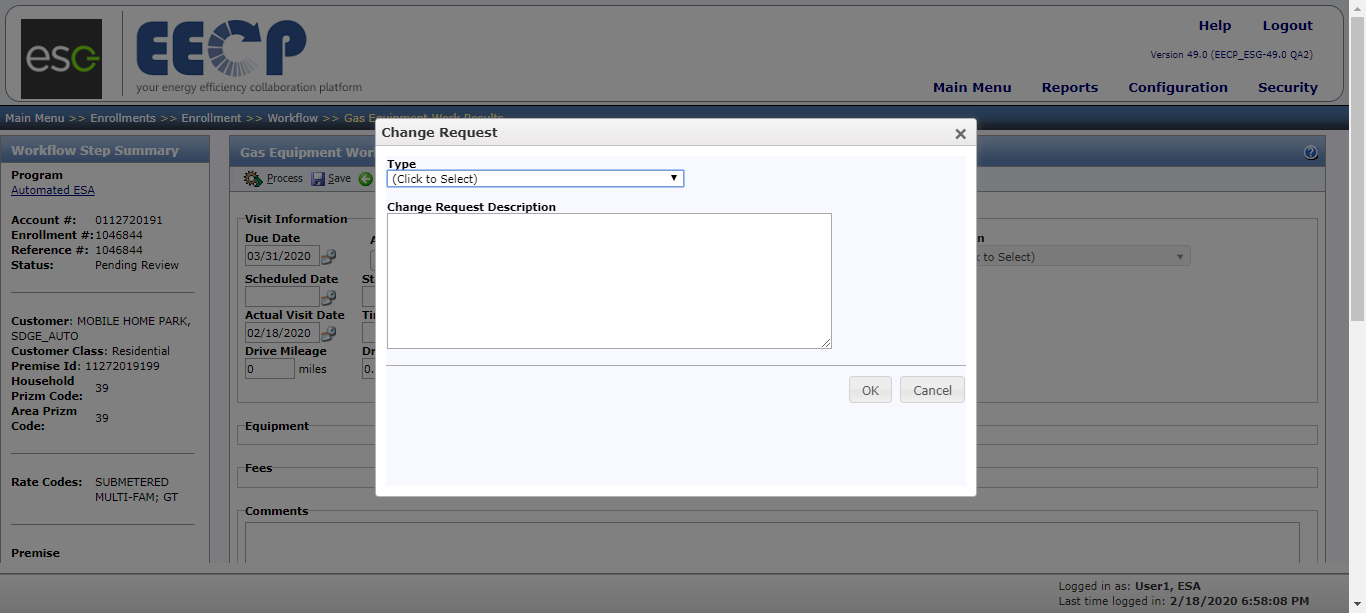 Help Logout
esg
EECP
your energy efficiency collaboration platform
Version 49.0 (EECP_ESG-49.0 QA2)
Main Menu Reports Configuration Security
Main Menu >> Enrollments >> Enrollment >> Workflow >> Gas Equipment Work Results
Workflow Step Summary
Program
Automated ESA
Account #: 0112720191
Enrollment #: 1046844
Reference #: 1046844
Status: Pending Review
Customer: MOBILE HOME PARK,
SDGE_AUTO
Customer Class: Residential
Premise Id: 11272019199
Household
Prizm Code: 39
Area Prizm
Code: 39
Rate Codes: SUBMETERED
MULTI-FAM; GT
Premise
Gas Equipment Wor
Process Save
Visit Information
Due Date
03/31/2020
Scheduled Date St
Actual Visit Date Ti
02/18/2020
Drive Mileage Dr
0 miles 0.
n
to Select)
Equipment
Fees
Comments
Change Request
Type
(Click to Select)
Change Request Description
OK Cancel
Logged in as: User1, ESA
Last time logged in: 2/18/2020 6:58:08 PM